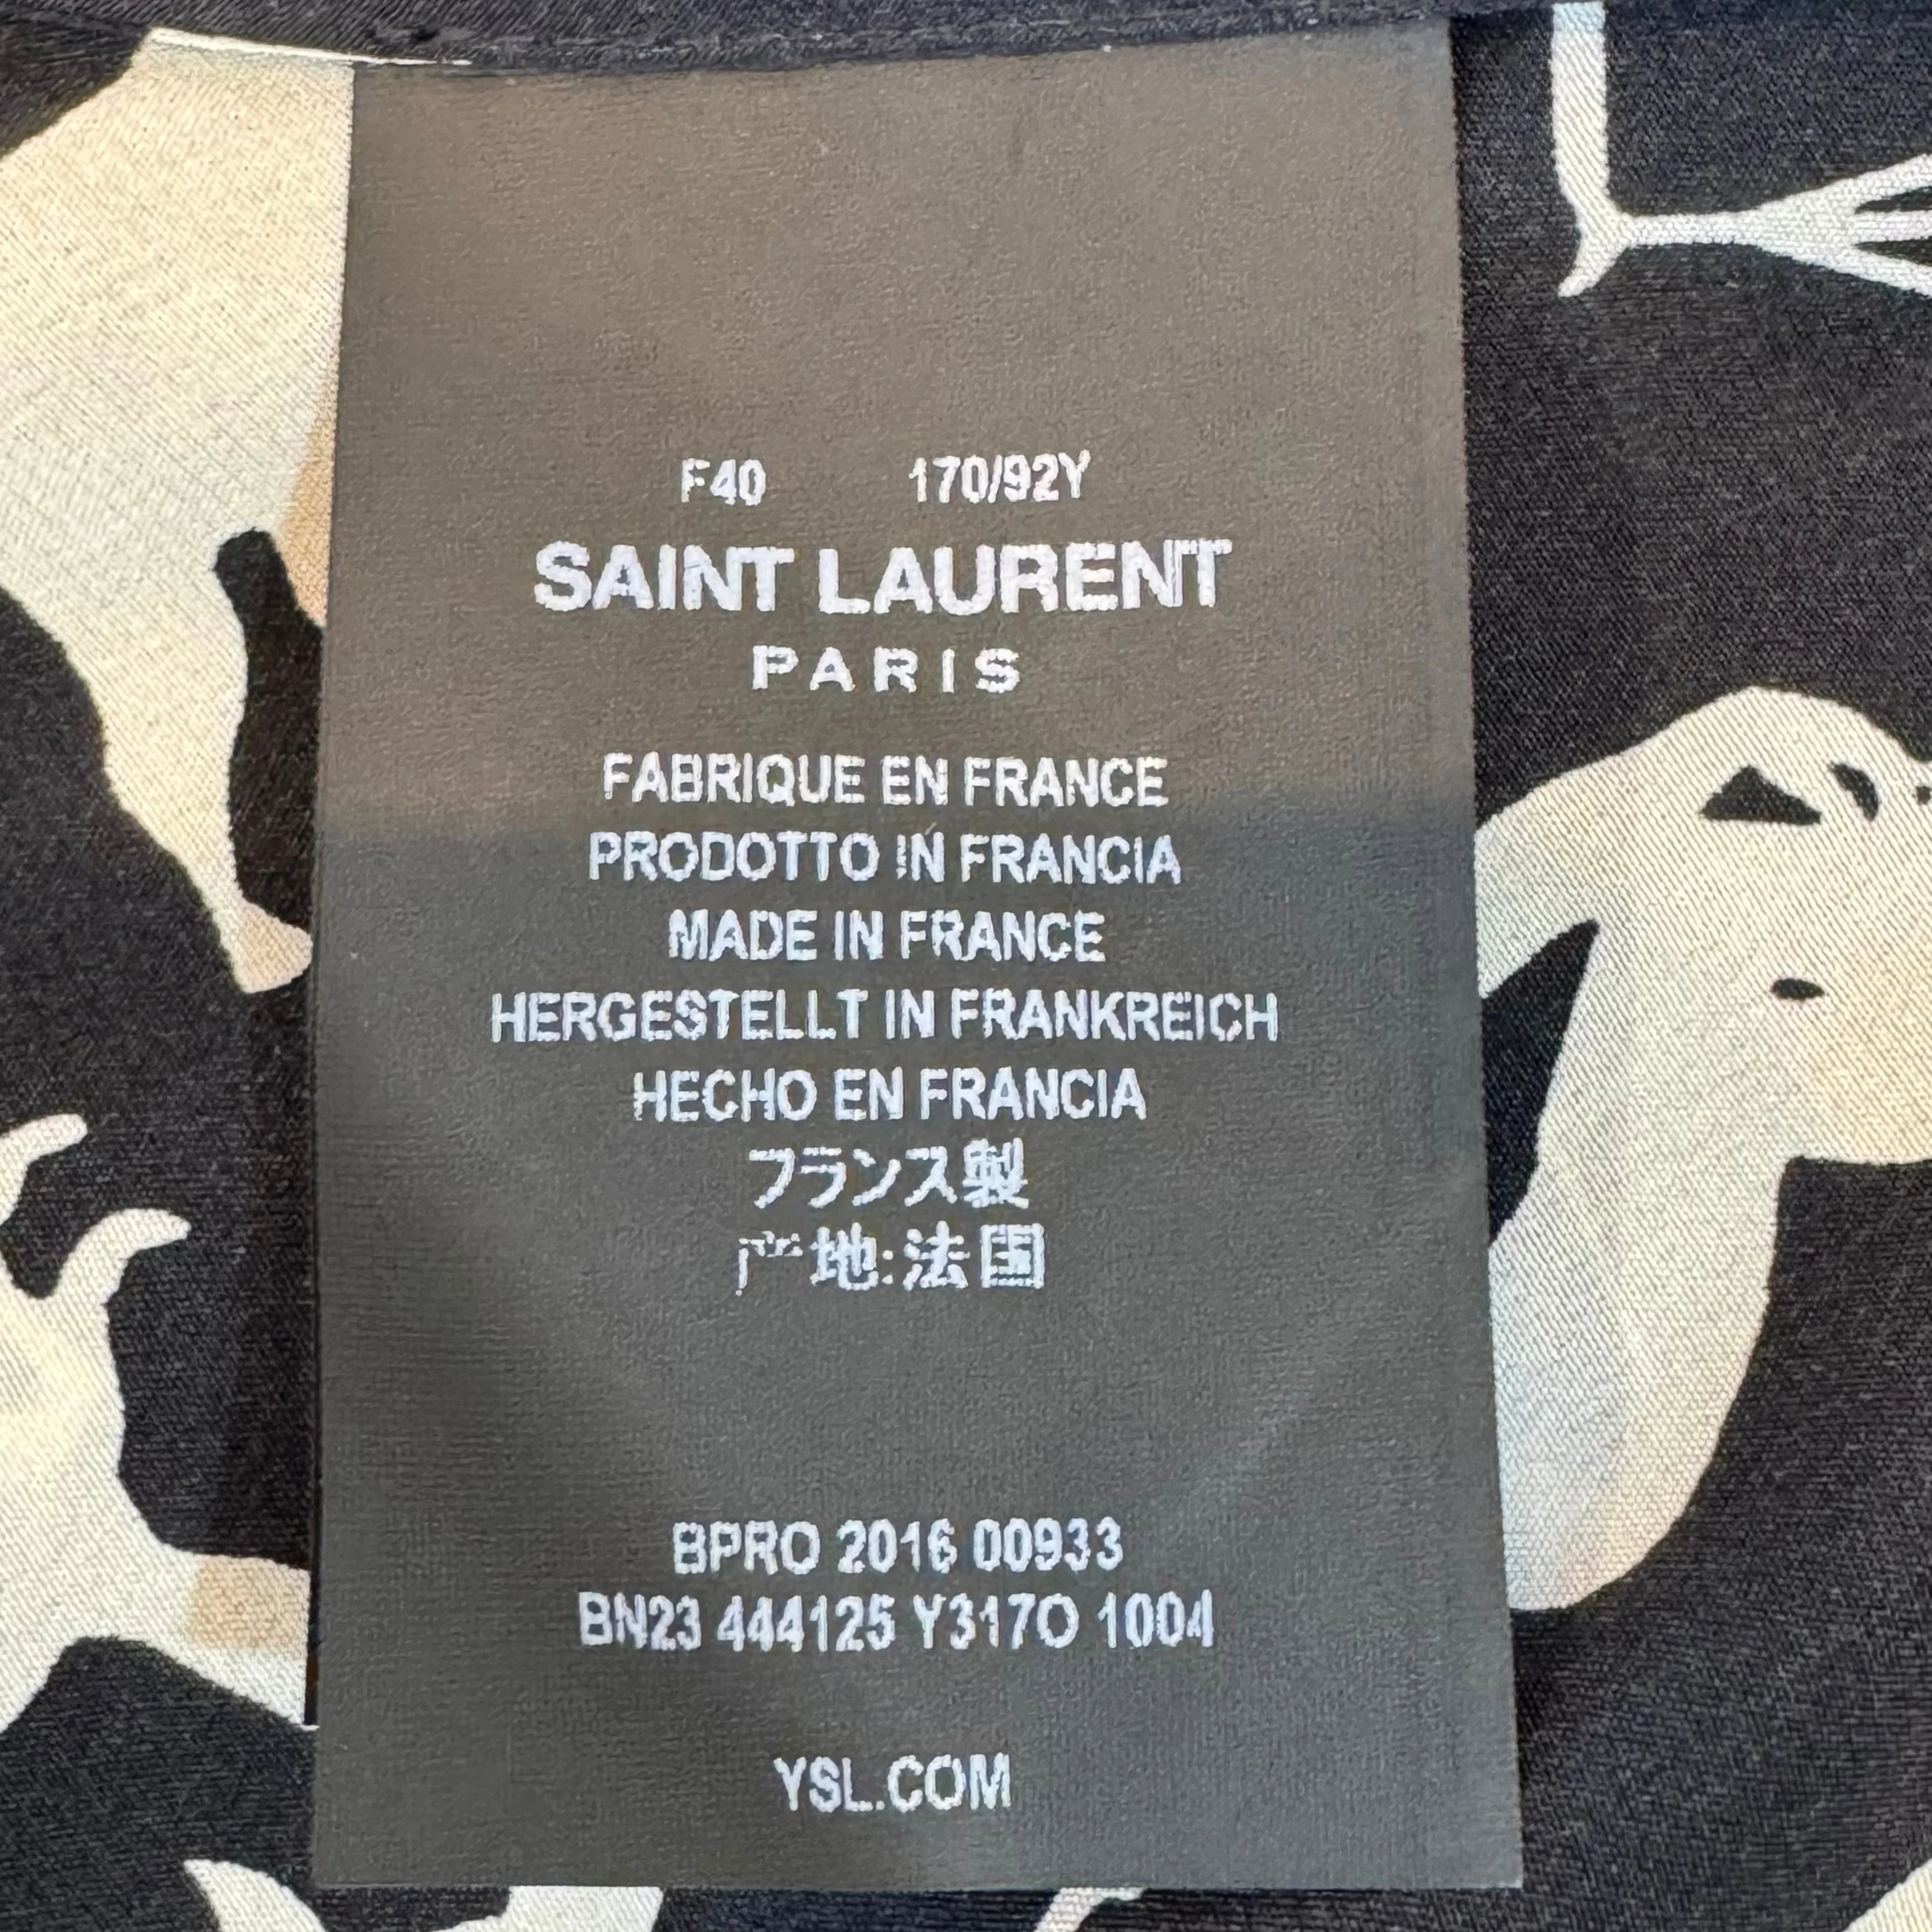 F40 170/92Y
SAINT LAURENT
PARIS
FABRIQUE EN FRANCE
PRODOTTO IN FRANCIA
MADE IN FRANCE
HERGESTELLT IN FRANKREICH
HECHO EN FRANCIA
フランス製
产地:法国
BPRO 2016 00933
BN23 444125 Y317O 1004
YSL.COM